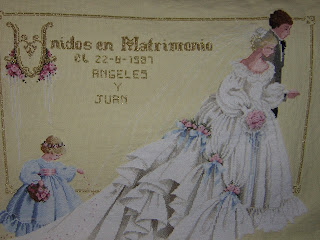 Unidos en Matrimonio
el 22-8-1987
ANGELES
Y
JUAN